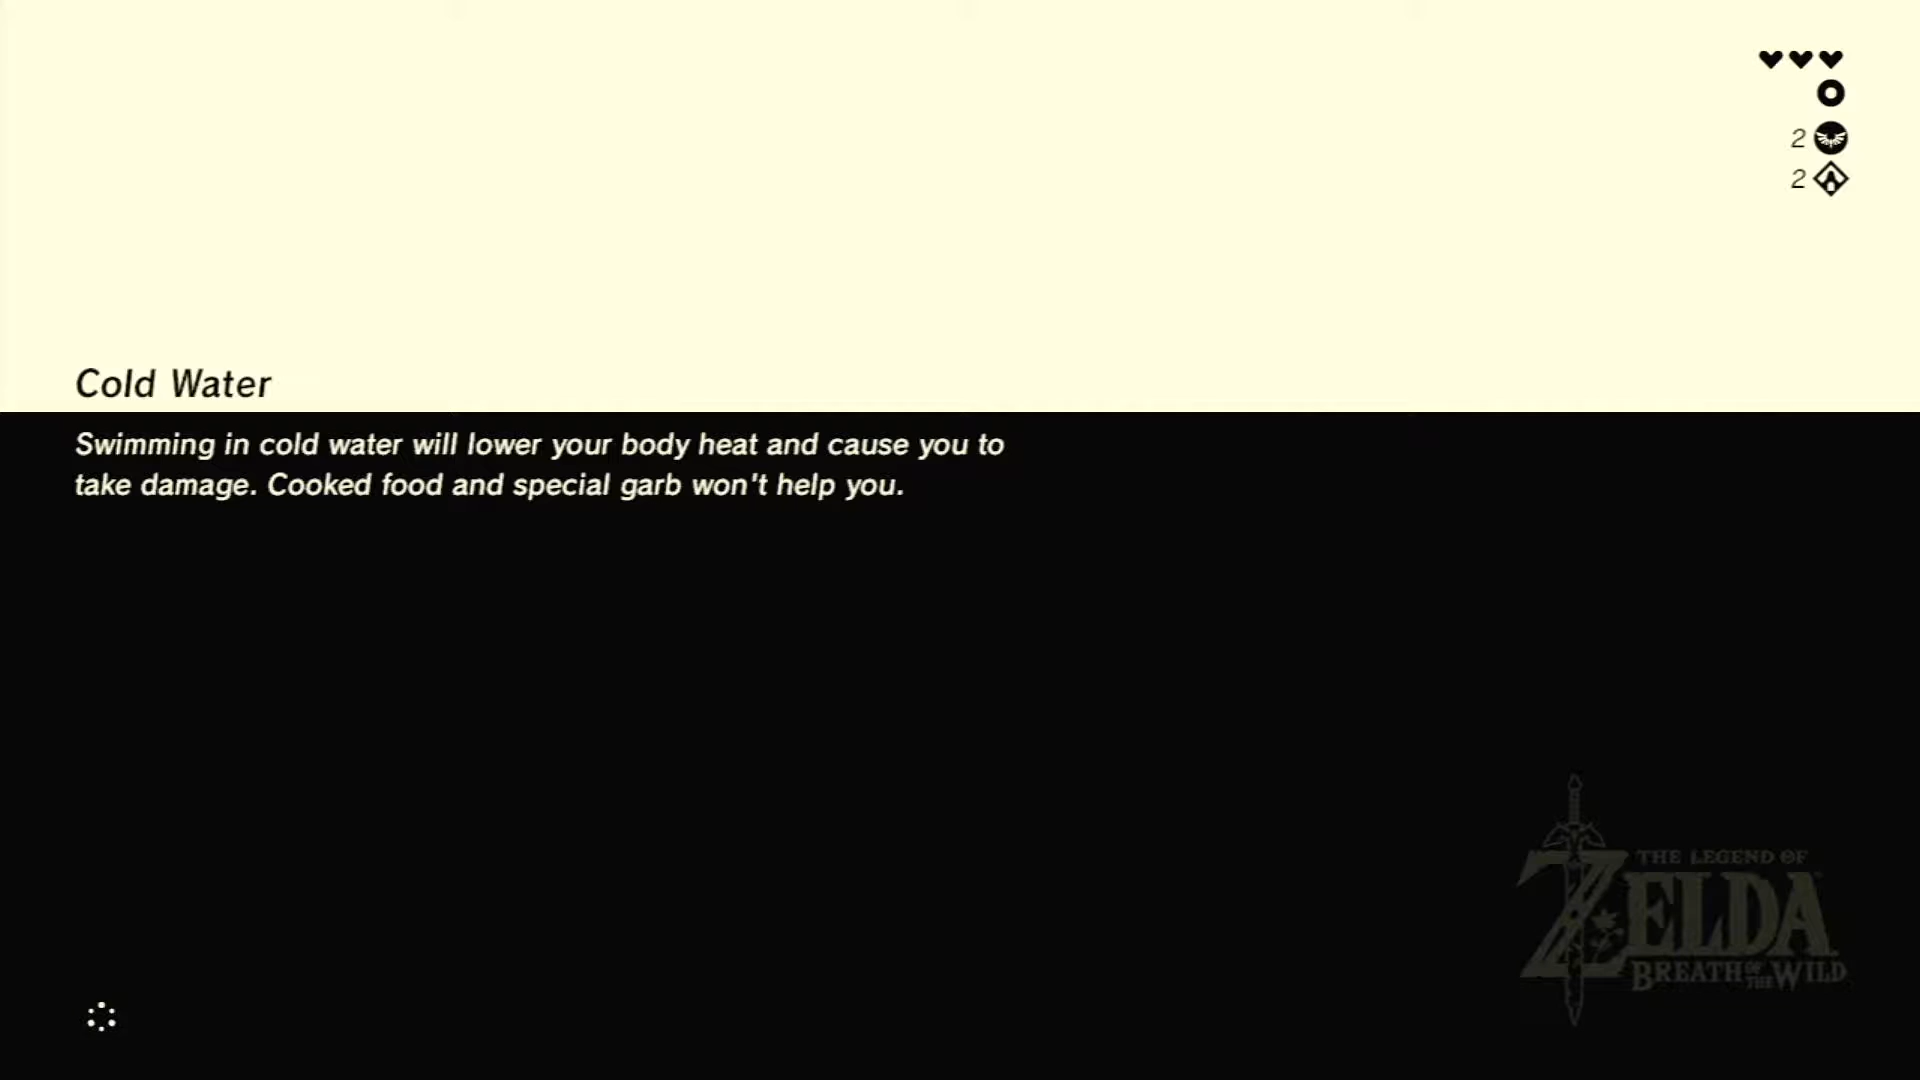 2
2
Cold Water
Swimming in cold water will lower your body heat and cause you to
take damage. Cooked food and special garb won't help you.
THE LEGEND OF
ZELDA
BREATH OF THE WILD